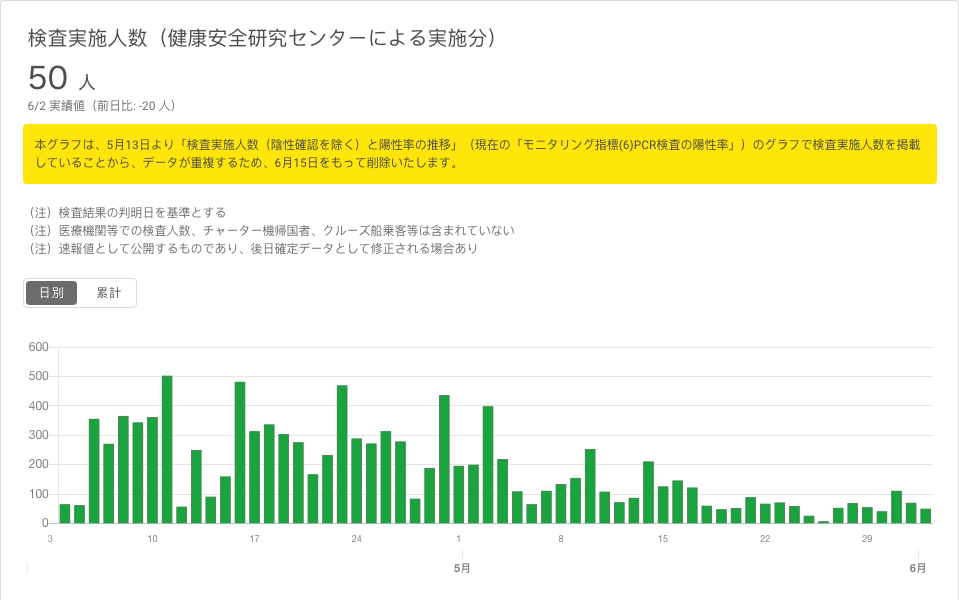 検査実施人数（健康安全研究センターによる実施分）
50 人
6/2 実績値（前日比: -20 人）
本グラフは、5月13日より「検査実施人数（陰性確認を除く）と陽性率の推移」（現在の「モニタリング指標(6)PCR検査の陽性率」）のグラフで検査実施人数を掲載
していることから、データが重複するため、6月15日をもって削除いたします。
（注）検査結果の判明日を基準とする
（注）医療機関等での検査人数、チャーター機帰国者、クルーズ船乗客等は含まれていない
（注）速報値として公開するものであり、後日確定データとして修正される場合あり
日別 累計
600
500
400
300
200
100
0
3 10 17 24 1 8 15 22 29
5月 6月